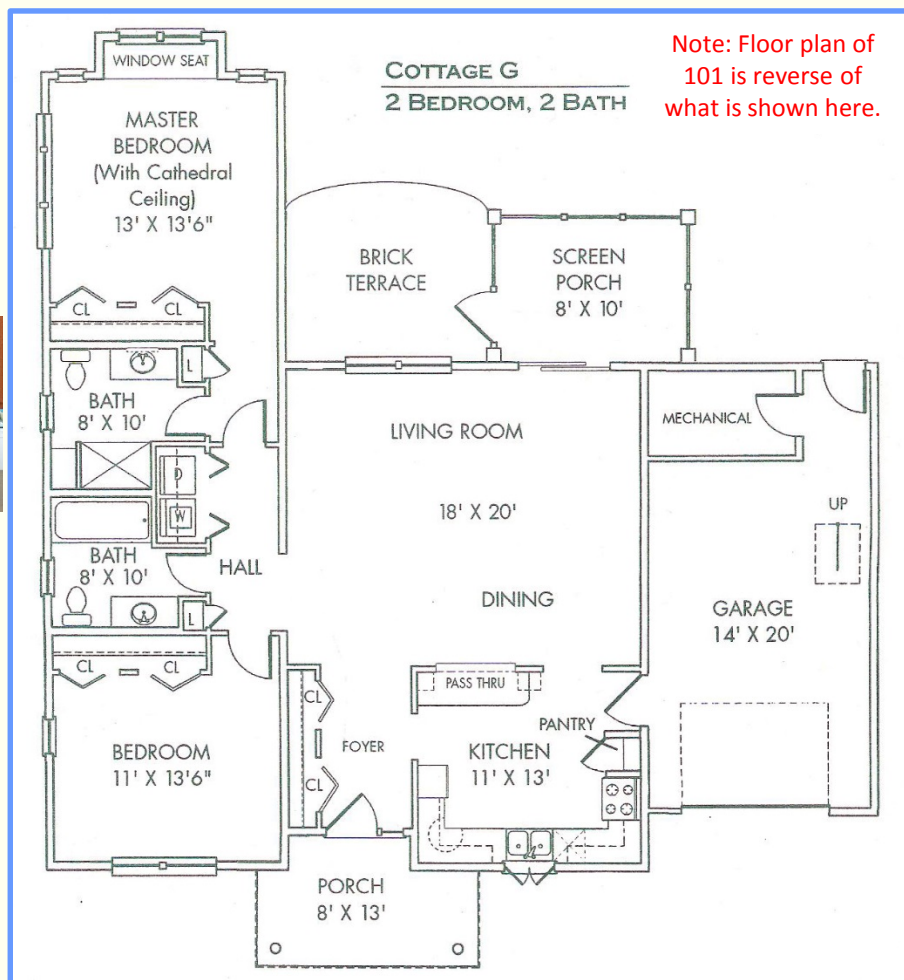 WINDOW SEAT
COTTAGE G
2 BEDROOM, 2 BATH
Note: Floor plan of
101 is reverse of
what is shown here.
MASTER
BEDROOM
(With Cathedral
Ceiling)
13' X 13'6"
BRICK
TERRACE
SCREEN
PORCH
8' X 10'
CL
CL
L
BATH
8' X 10'
LIVING ROOM
18' X 20'
MECHANICAL
D
W
UP
BATH
8' X 10'
HALL
DINING
GARAGE
14' X 20'
L
CL
CL
PASS THRU
CL
PANTRY
FOYER
BEDROOM
11' X 13'6"
KITCHEN
11' X 13'
CL
PORCH
8' X 13'